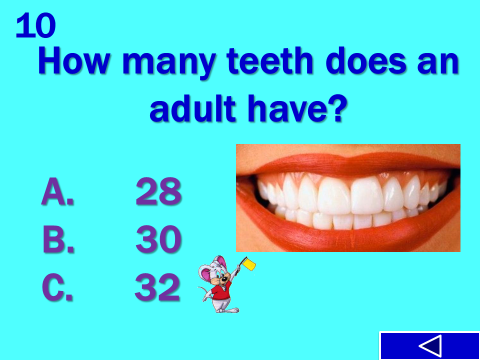 10
How many teeth does an
adult have?
A. 28
B. 30
C. 32